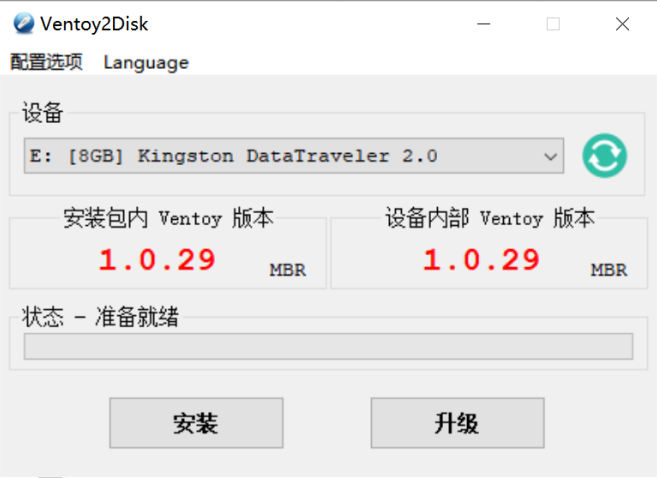 Ventoy2Disk
配置选项 Language
设备
E: [8GB] Kingston DataTraveler 2.0
安装包内 Ventoy 版本 设备内部 Ventoy 版本
1.0.29 MBR 1.0.29 MBR
状态 - 准备就绪
安装 升级